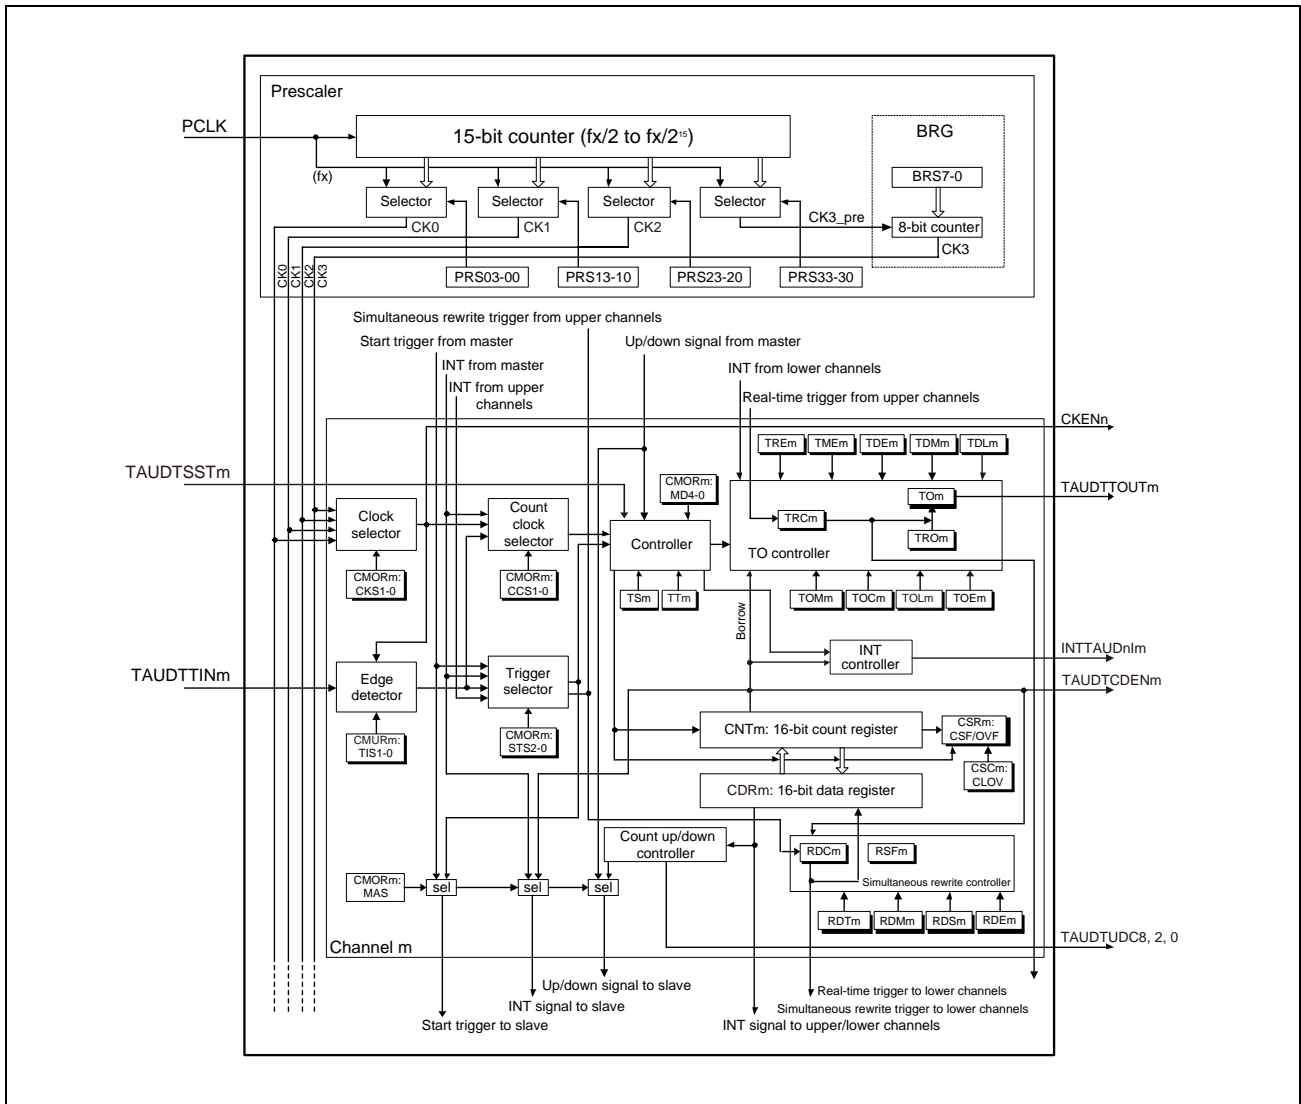 Prescaler
PCLK
15-bit counter (fx/2 to fx/2¹⁵)
BRG
BRS7-0
(fx)
Selector
Selector
Selector
Selector
CK3_pre
8-bit counter
CK0
CK1
CK2
CK3
CK0
CK1
CK2
CK3
PRS03-00
PRS13-10
PRS23-20
PRS33-30
Simultaneous rewrite trigger from upper channels
Start trigger from master
Up/down signal from master
INT from master
INT from lower channels
INT from upper
channels
Real-time trigger from upper channels
CKENn
TREm
TMEm
TDEm
TDMm
TDLm
TAUDTSSTm
CMORm:
MD4-0
TAUDTTOUTm
TOm
Clock
selector
Count
clock
selector
Controller
TRCm
TROm
TO controller
CMORm:
CKS1-0
CMORm:
CCS1-0
TSm
TTm
TOMm
TOCm
TOLm
TOEm
Borrow
TAUDTTINm
Edge
detector
Trigger
selector
INT
controller
INTTAUDnIm
TAUDTCDENm
CMURm:
TIS1-0
CMORm:
STS2-0
CNTm: 16-bit count register
CSRm:
CSF/OVF
CSCm:
CLOV
CDRm: 16-bit data register
Count up/down
controller
RDCm
RSFm
Simultaneous rewrite controller
CMORm:
MAS
sel
sel
sel
RDTm
RDMm
RDSm
RDEm
Channel m
TAUDTUDC8, 2, 0
Up/down signal to slave
Real-time trigger to lower channels
INT signal to slave
Simultaneous rewrite trigger to lower channels
Start trigger to slave
INT signal to upper/lower channels